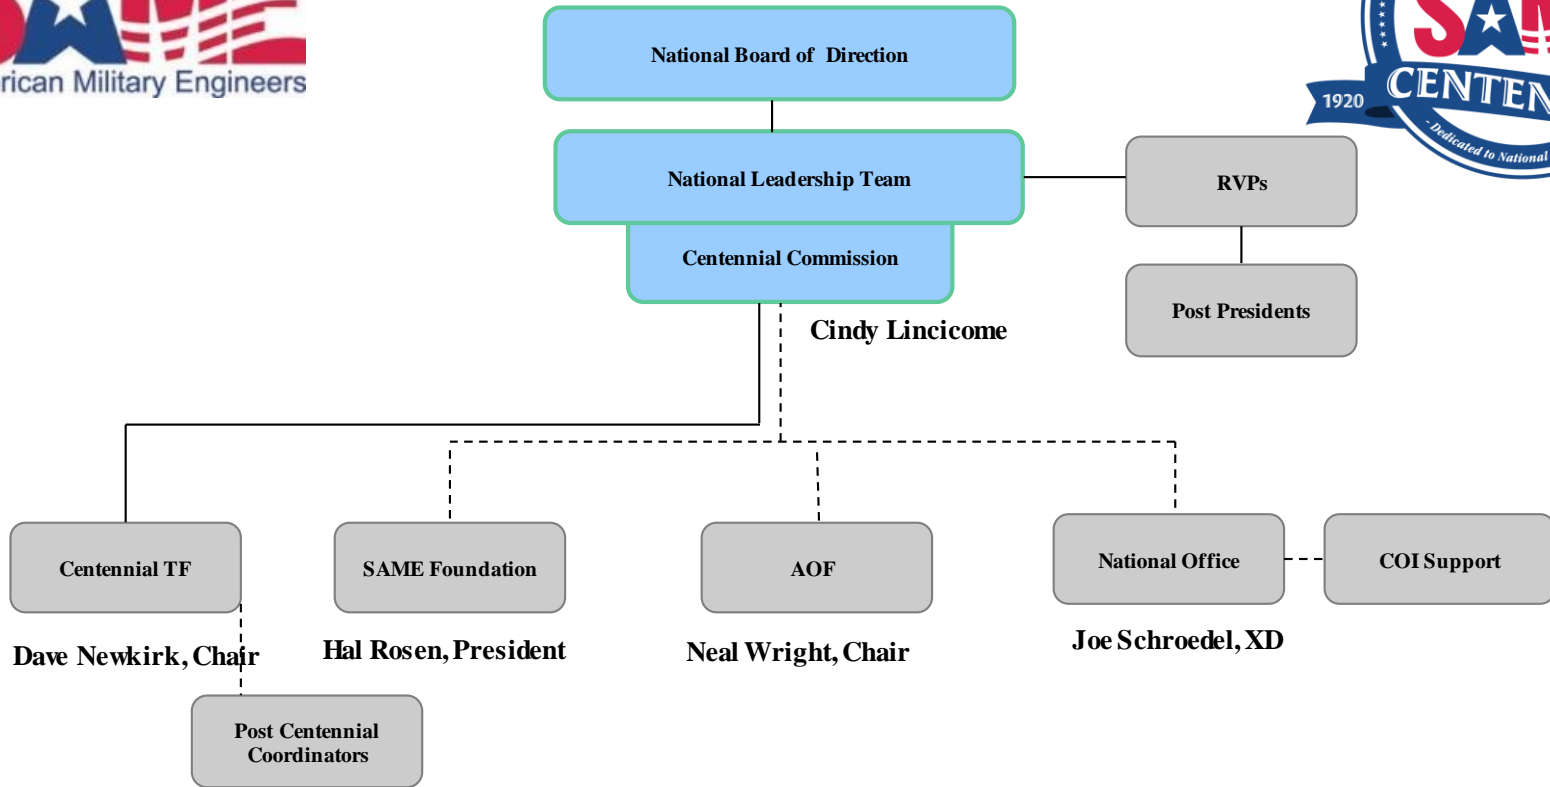 American Military Engineers
National Board of Direction
1920
CENTEN
- Dedicated to National
SAM
National Leadership Team
RVPs
Centennial Commission
Cindy Lincicome
Post Presidents
Centennial TF
SAME Foundation
AOF
National Office
COI Support
Dave Newkirk, Chair
Hal Rosen, President
Neal Wright, Chair
Joe Schroedel, XD
Post Centennial
Coordinators